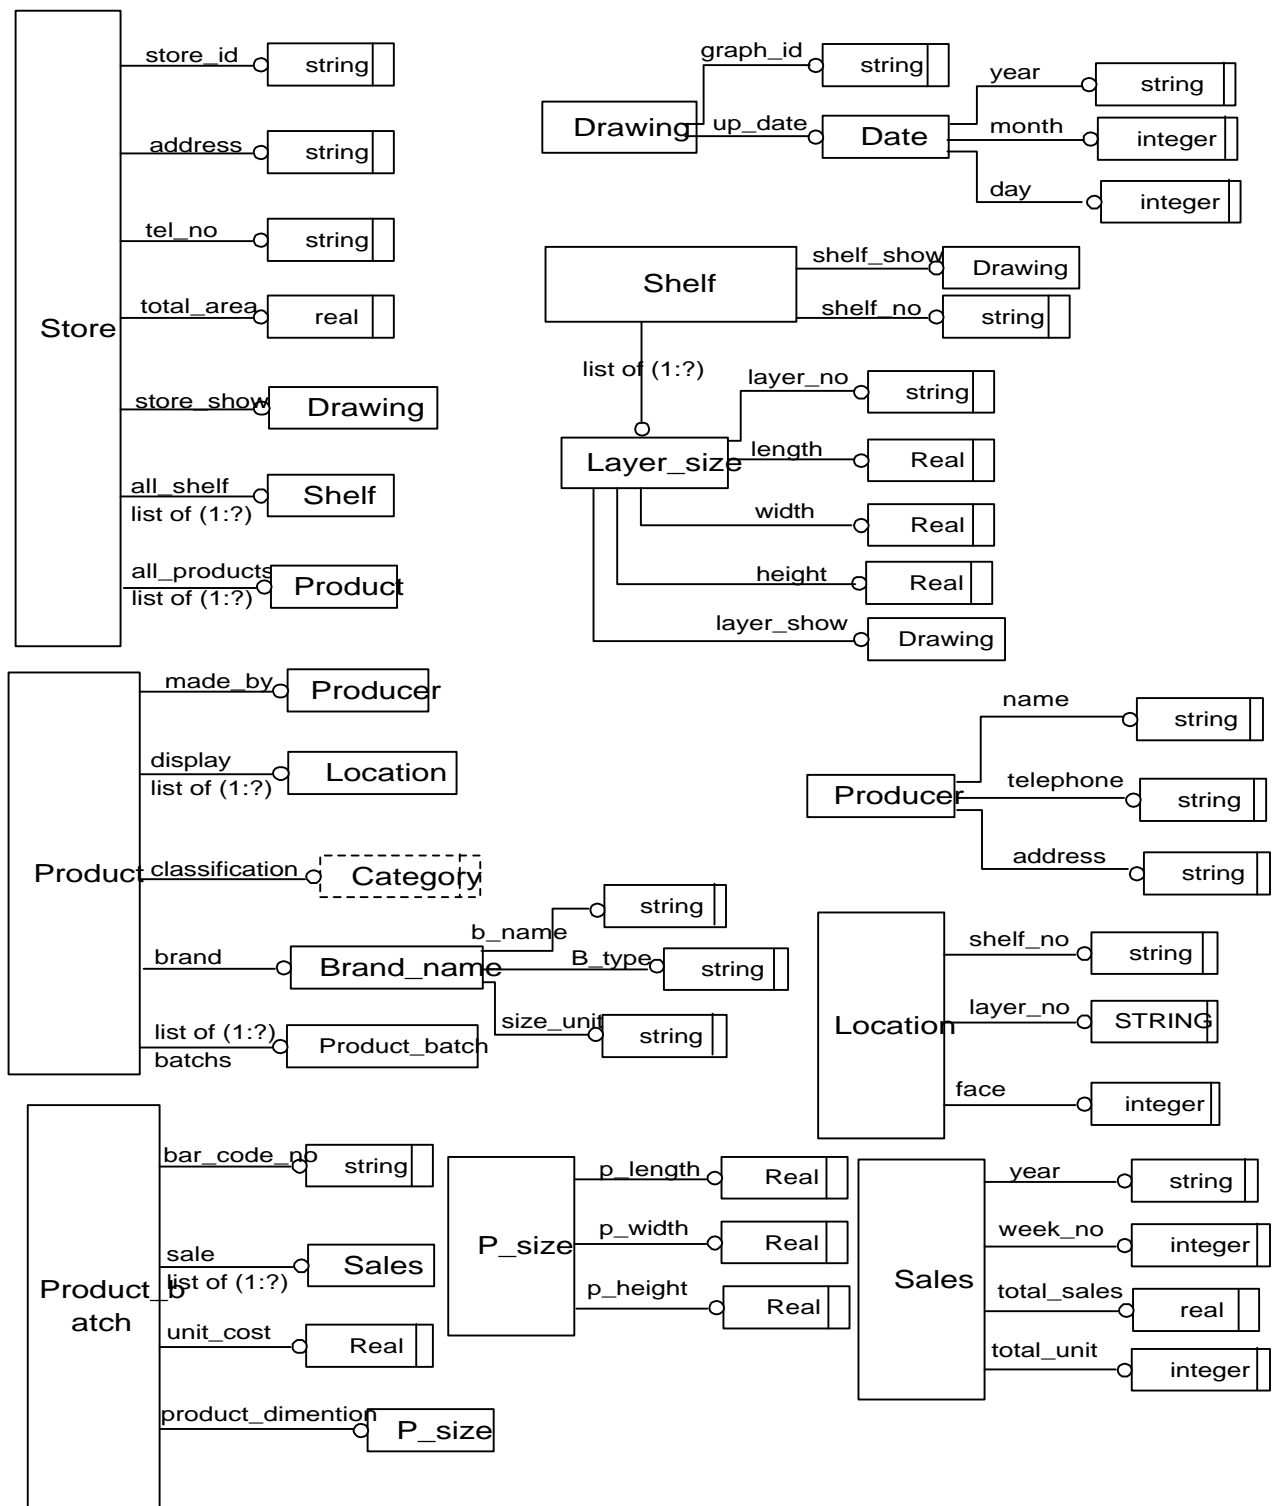 Store
store_id
string
address
string
tel_no
string
total_area
real
store_show
Drawing
all_shelf
list of (1:?)
Shelf
all_products
list of (1:?)
Product
Drawing
graph_id
string
up_date
Date
year
string
month
integer
day
integer
Shelf
shelf_show
Drawing
shelf_no
string
list of (1:?)
Layer_size
layer_no
string
length
Real
width
Real
height
Real
layer_show
Drawing
Product
made_by
Producer
display
list of (1:?)
Location
classification
Category
brand
Brand_name
b_name
string
B_type
string
size_unit
string
list of (1:?)
batchs
Product_batch
Producer
name
string
telephone
string
address
string
Location
shelf_no
string
layer_no
STRING
face
integer
Product_b
atch
bar_code_no
string
sale
list of (1:?)
Sales
unit_cost
Real
product_dimention
P_size
P_size
p_length
Real
p_width
Real
p_height
Real
Sales
year
string
week_no
integer
total_sales
real
total_unit
integer